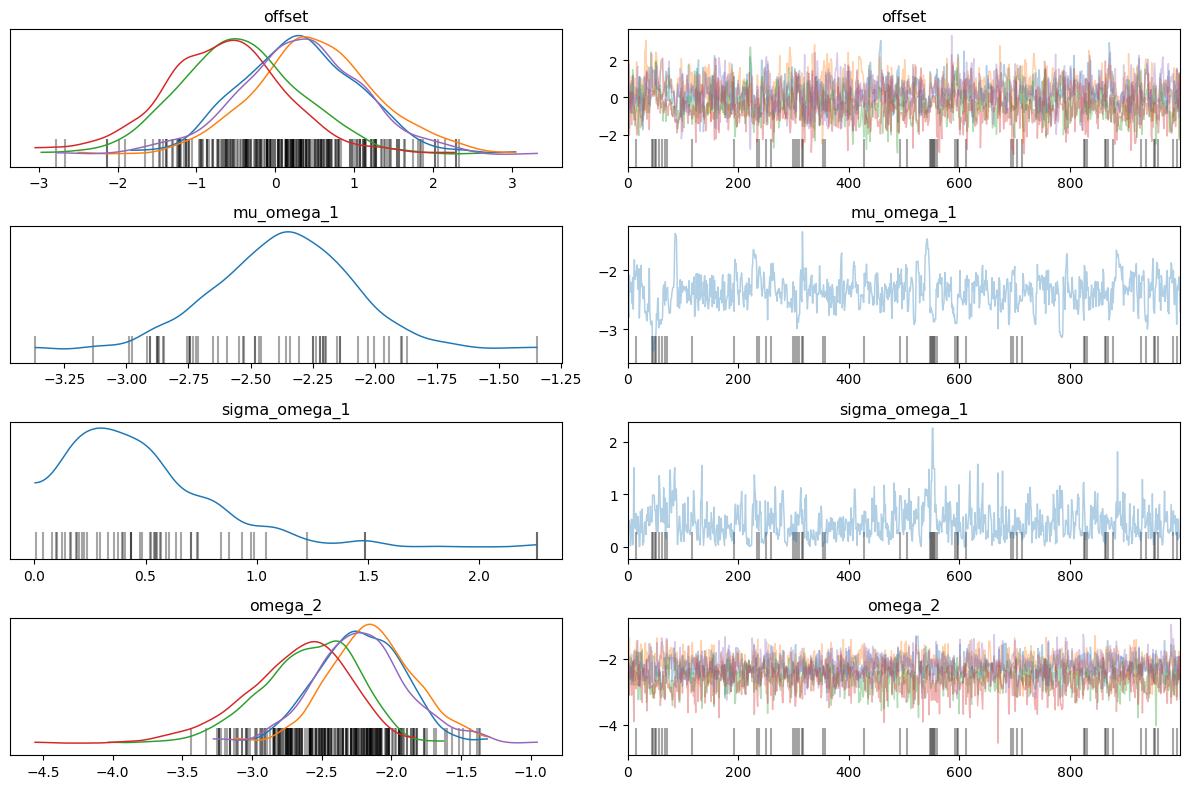 offset offset
−3 −2 −1 0 1 2 3
2
0
−2
0 200 400 600 800
mu_omega_1 mu_omega_1
−3.25 −3.00 −2.75 −2.50 −2.25 −2.00 −1.75 −1.50 −1.25
−2
−3
0 200 400 600 800
sigma_omega_1 sigma_omega_1
0.0 0.5 1.0 1.5 2.0
2
1
0
0 200 400 600 800
omega_2 omega_2
−4.5 −4.0 −3.5 −3.0 −2.5 −2.0 −1.5 −1.0
−2
−4
0 200 400 600 800